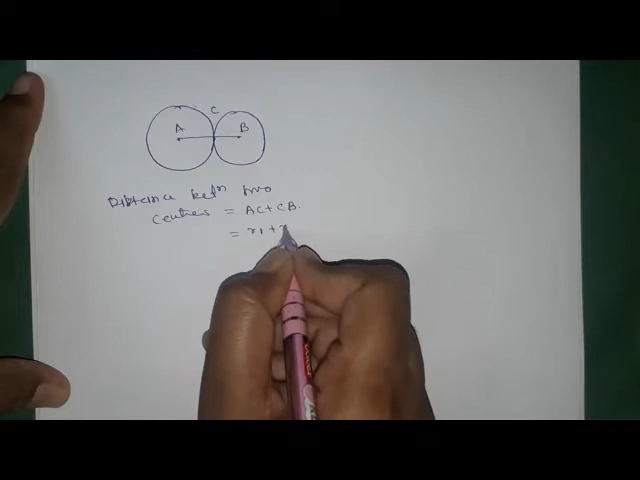 C
A B
Distance betn two
centres = AC + CB.
= r1 + r